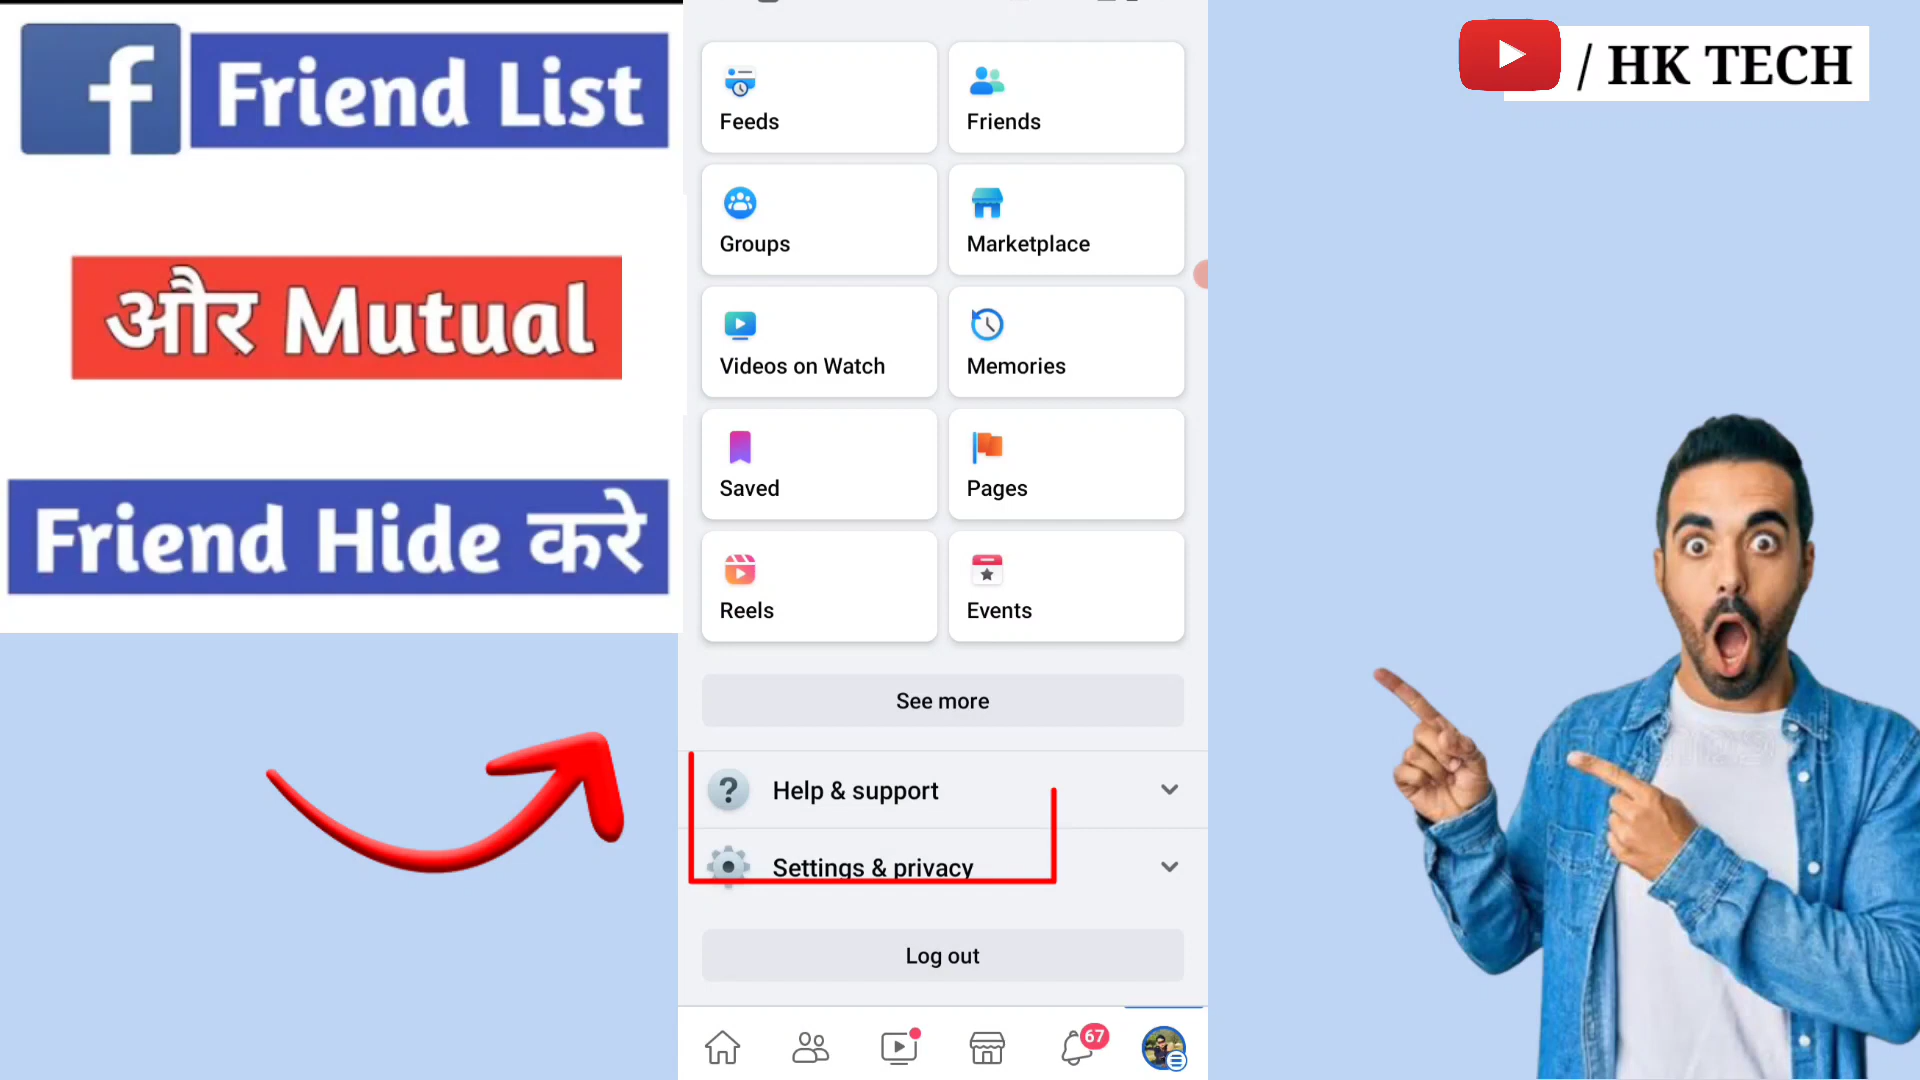 f Friend List
और Mutual
Friend Hide करे
Feeds
Friends
Groups
Marketplace
Videos on Watch
Memories
Saved
Pages
Reels
Events
See more
? Help & support
Settings & privacy
Log out
67
/ HK TECH